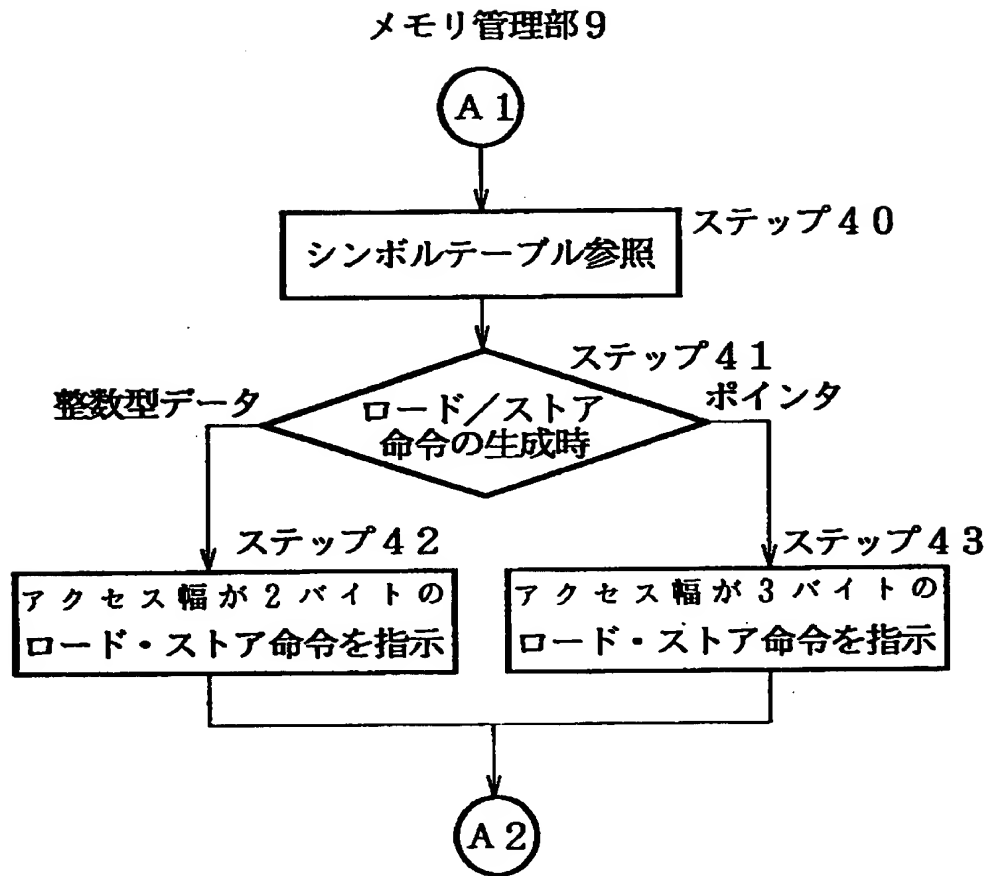 メモリ管理部9
A1
ステップ40
シンボルテーブル参照
ステップ41
整数型データ
ロード／ストア
命令の生成時
ポインタ
ステップ42
アクセス幅が2バイトの
ロード・ストア命令を指示
ステップ43
アクセス幅が3バイトの
ロード・ストア命令を指示
A2